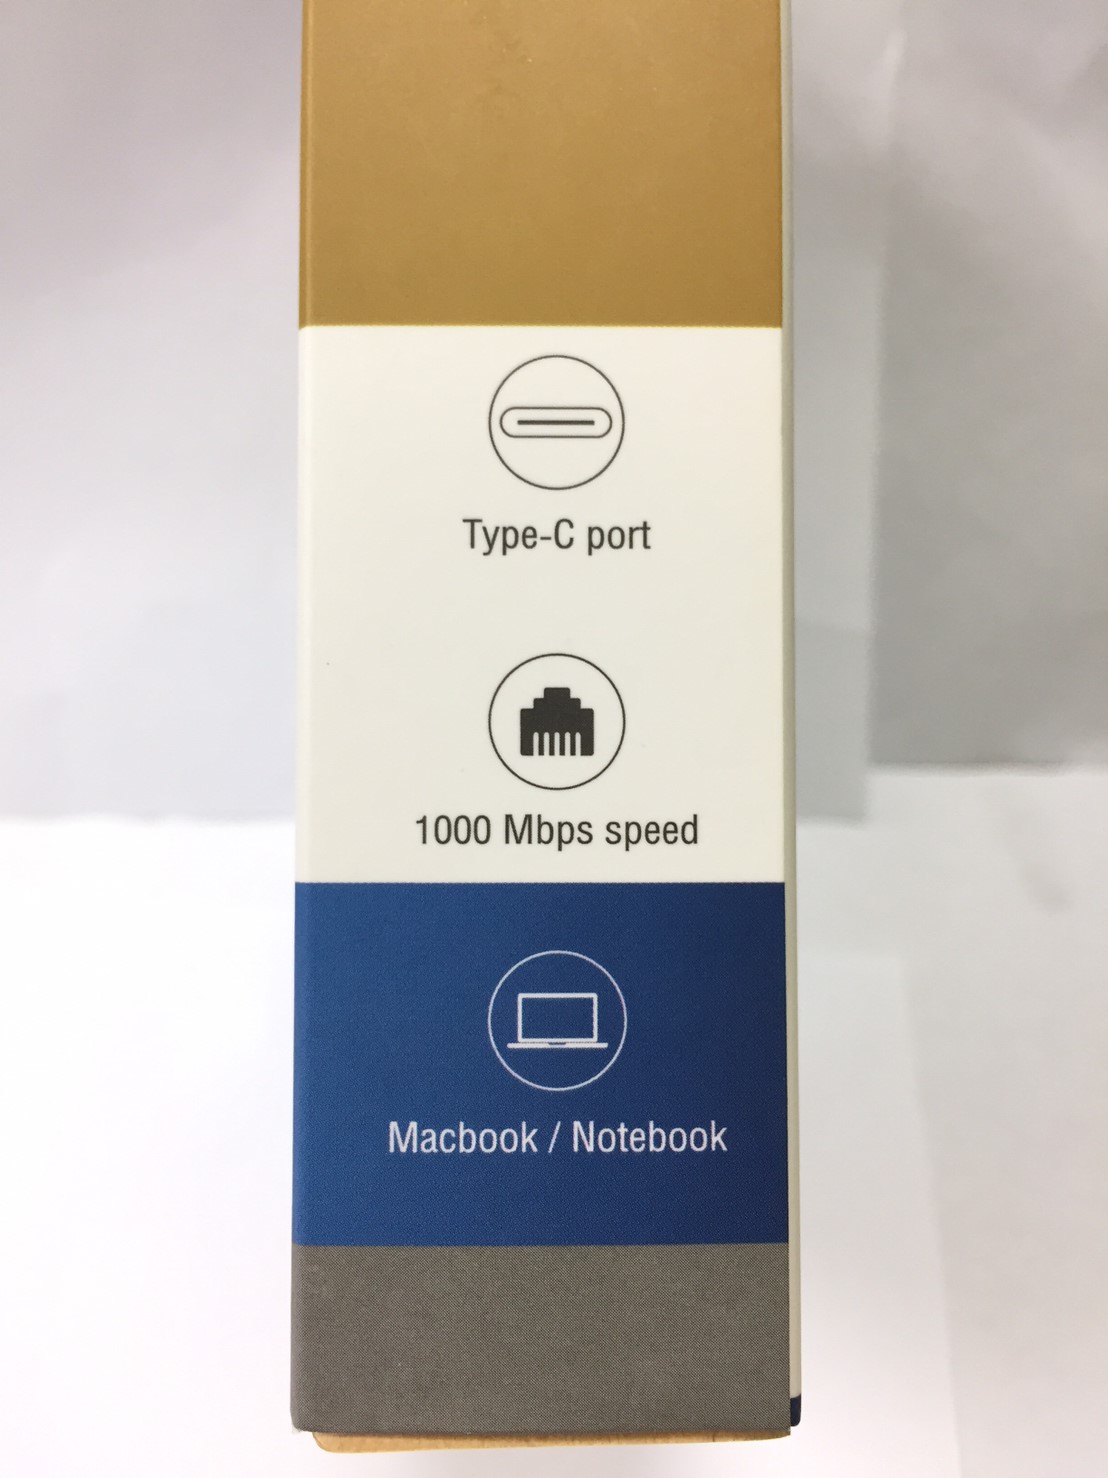 Type-C port
1000 Mbps speed
Macbook / Notebook